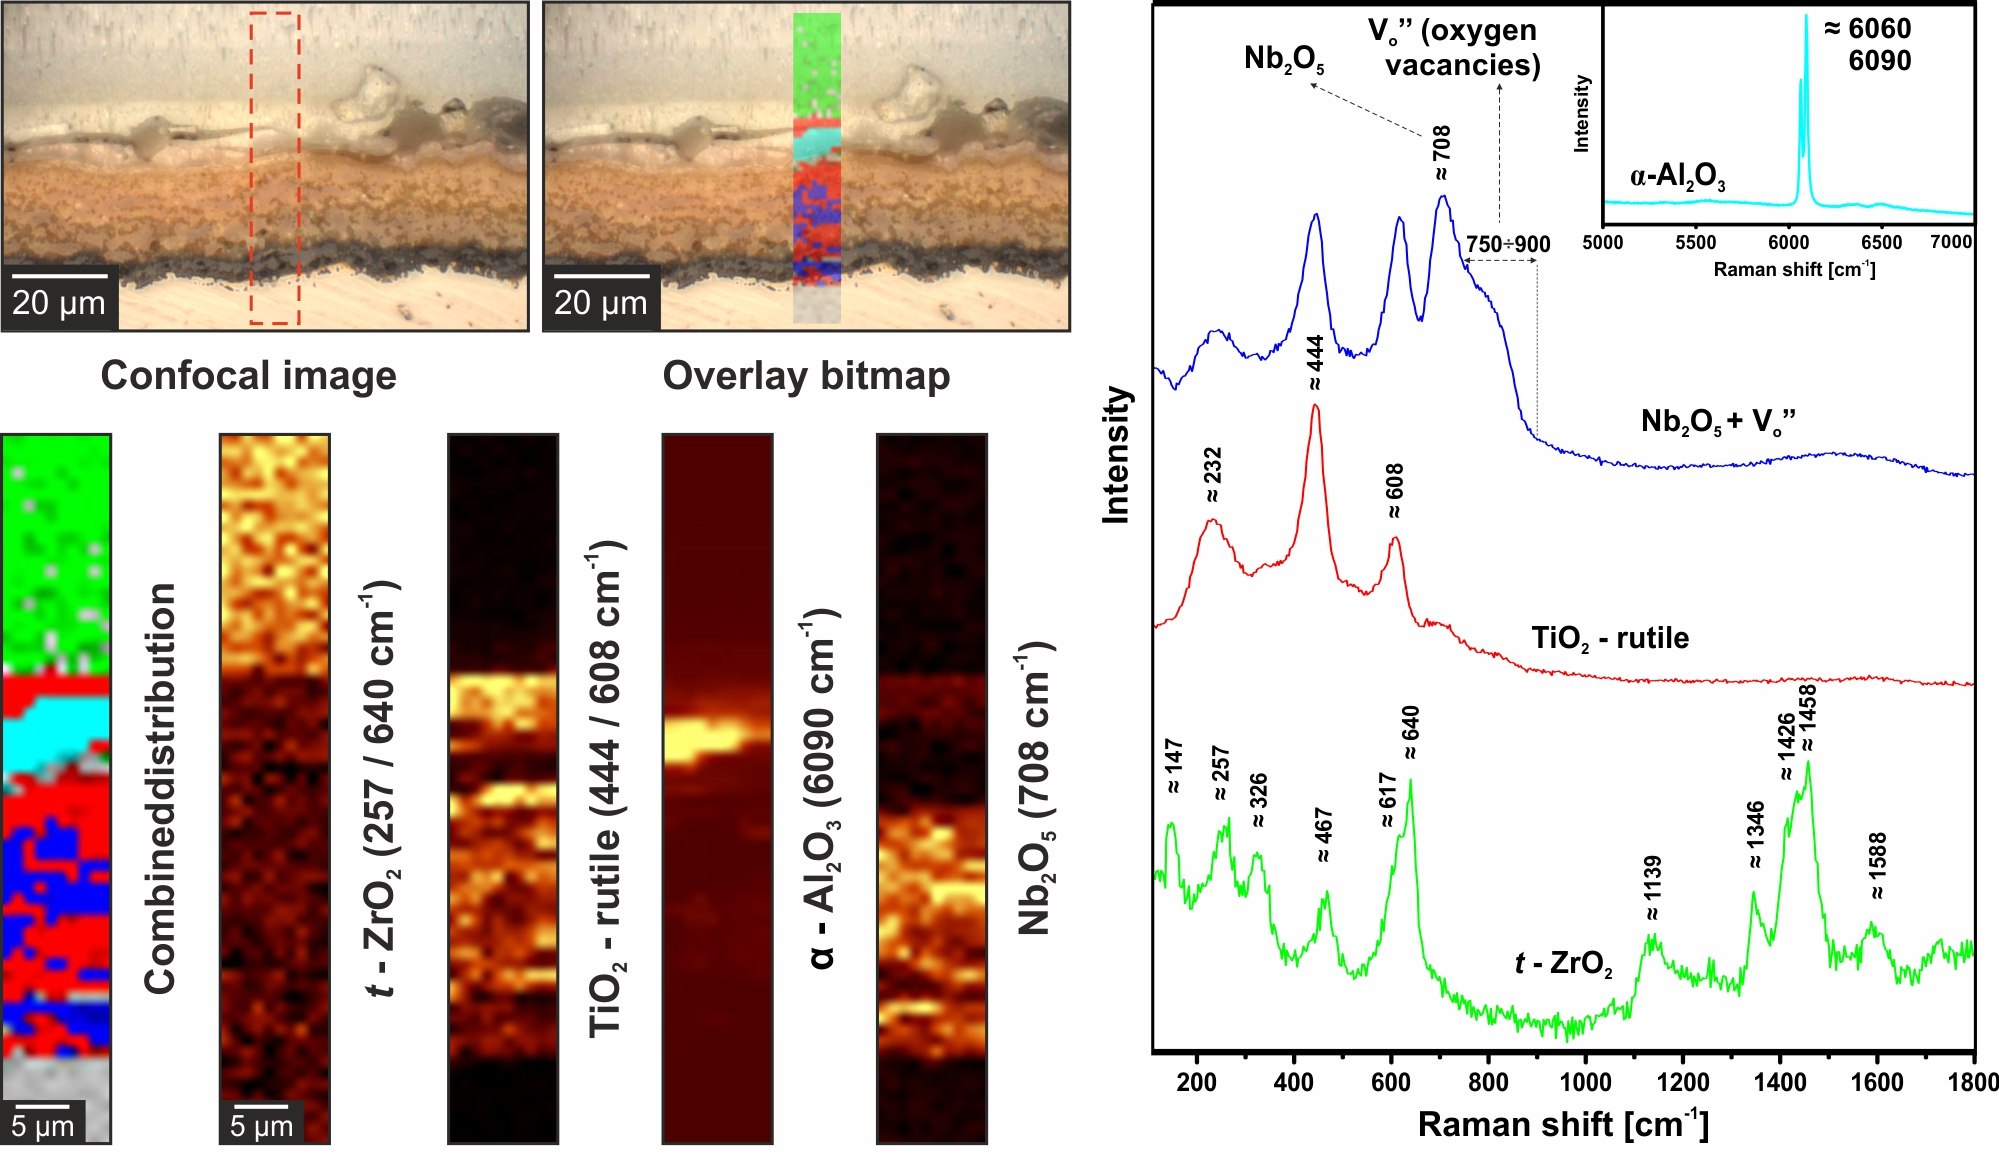 20 µm
20 µm
Confocal image
Overlay bitmap
Combineddistribution
t - ZrO₂ (257 / 640 cm⁻¹)
TiO₂ - rutile (444 / 608 cm⁻¹)
α - Al₂O₃ (6090 cm⁻¹)
Nb₂O₅ (708 cm⁻¹)
5 µm
5 µm
Intensity
Nb₂O₅
Vₒ” (oxygen
vacancies)
≈ 708
750÷900
Nb₂O₅ + Vₒ”
≈ 232
≈ 444
≈ 608
TiO₂ - rutile
≈ 147
≈ 257
≈ 326
≈ 467
≈ 617
≈ 640
≈ 1139
≈ 1346
≈ 1426
≈ 1458
≈ 1588
t - ZrO₂
200 400 600 800 1000 1200 1400 1600 1800
Raman shift [cm⁻¹]
Intensity
≈ 6060
6090
α-Al₂O₃
5000 5500 6000 6500 7000
Raman shift [cm⁻¹]